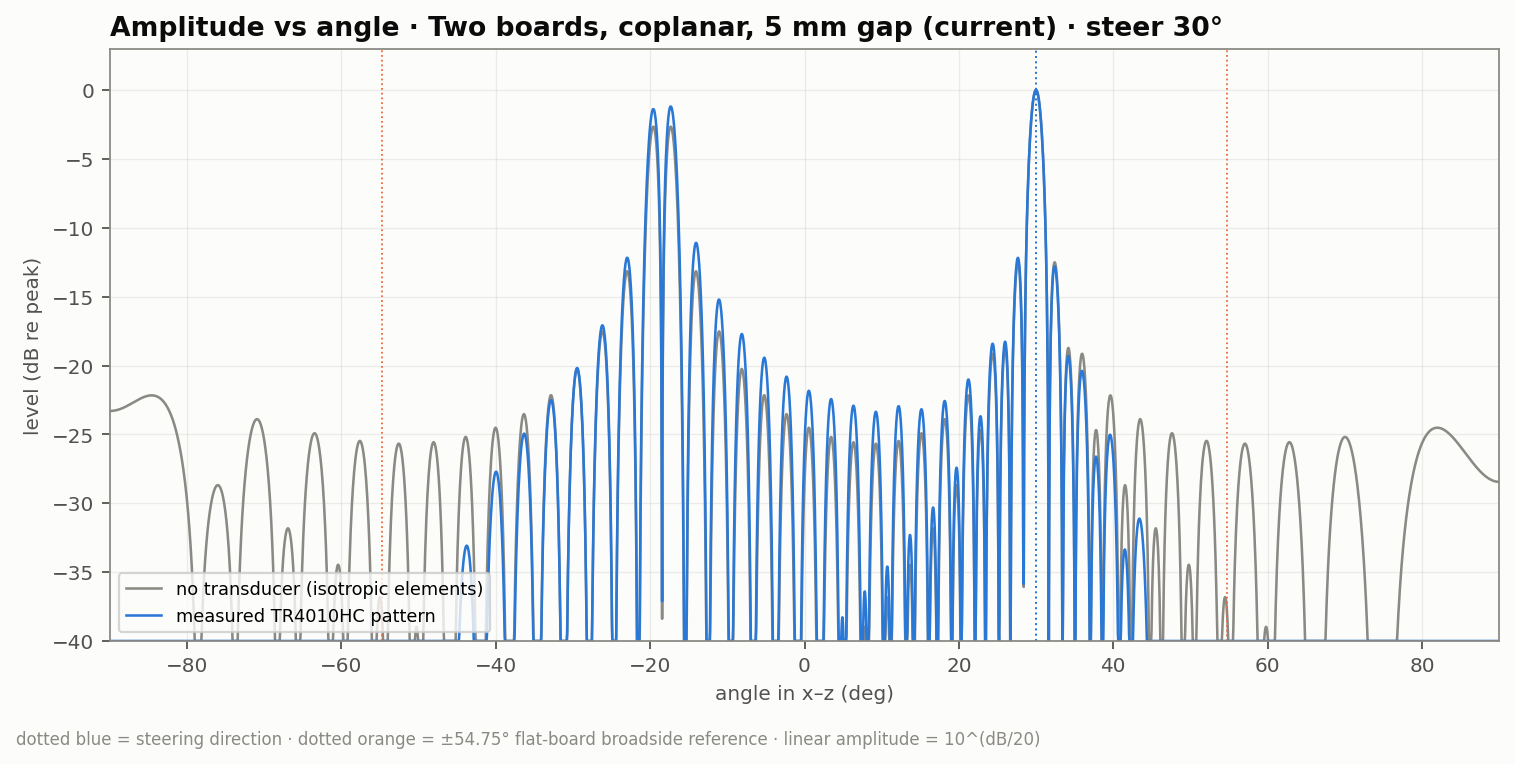 Amplitude vs angle · Two boards, coplanar, 5 mm gap (current) · steer 30°
level (dB re peak)
0
−5
−10
−15
−20
−25
−30
−35
−40
no transducer (isotropic elements)
measured TR4010HC pattern
−80 −60 −40 −20 0 20 40 60 80
angle in x–z (deg)
dotted blue = steering direction · dotted orange = ±54.75° flat-board broadside reference · linear amplitude = 10^(dB/20)